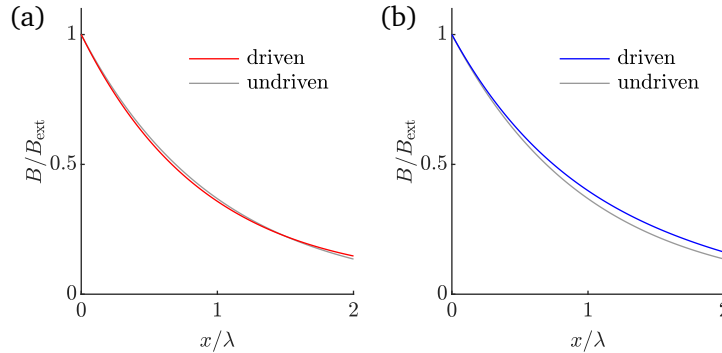 (a)
1
driven
undriven
B/B_ext
0.5
0
0
1
2
x/λ
(b)
1
driven
undriven
B/B_ext
0.5
0
0
1
2
x/λ